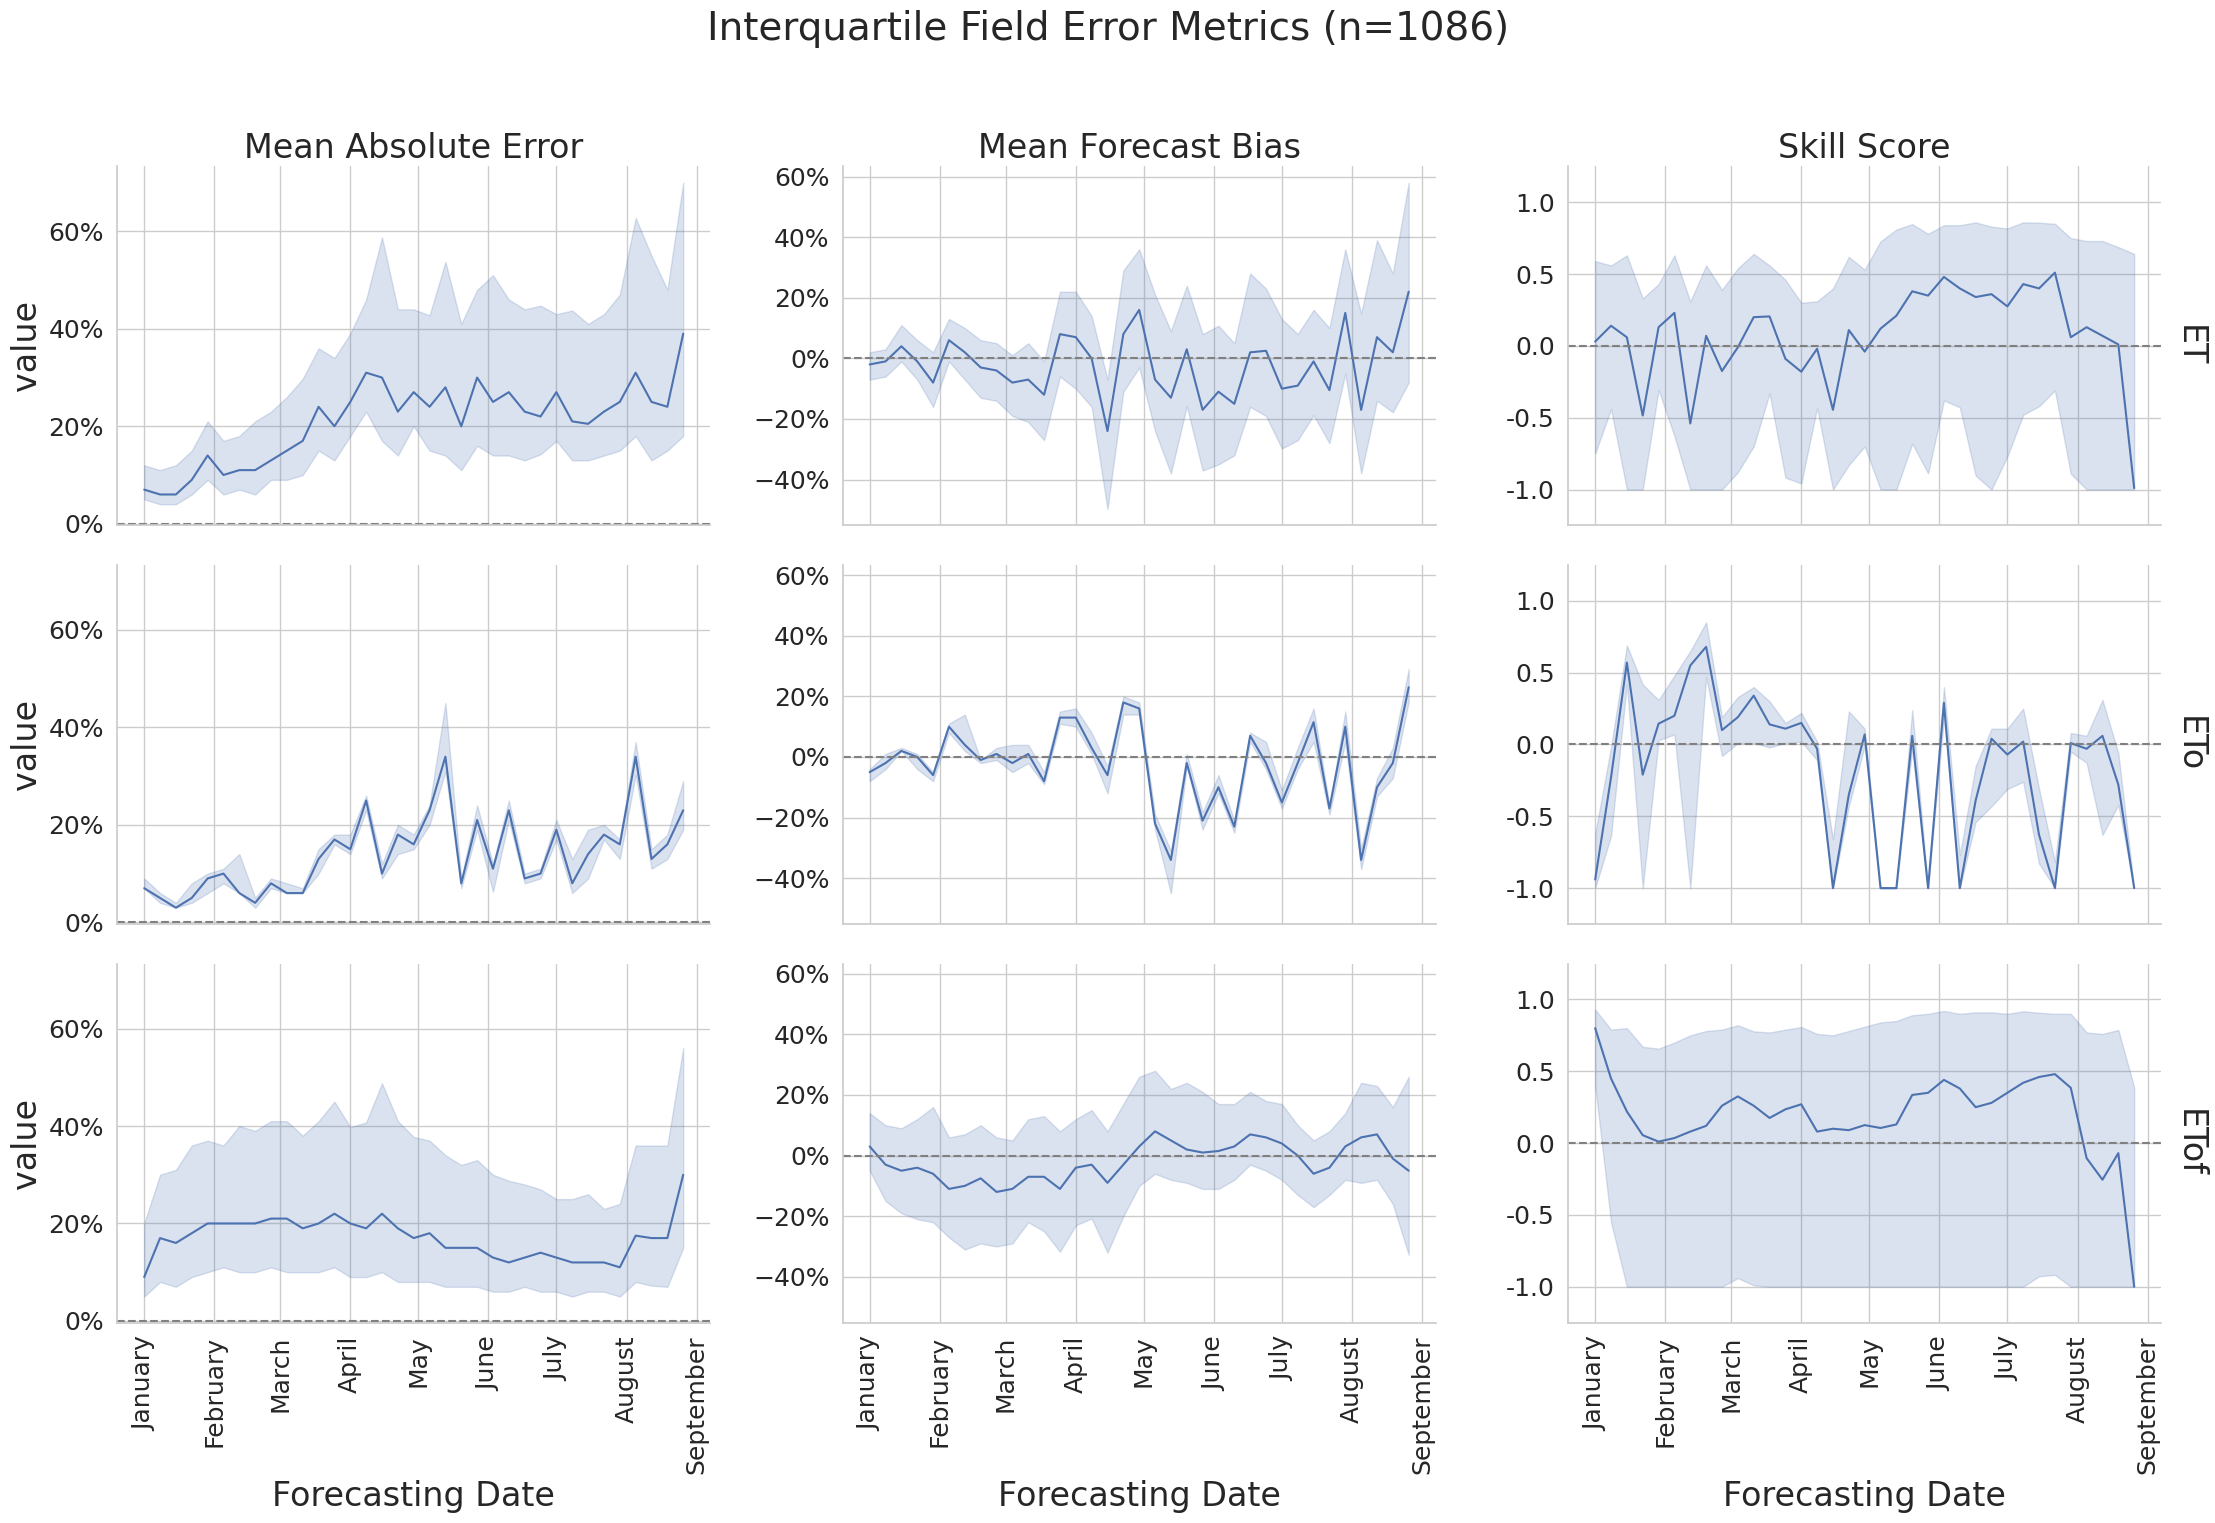 Interquartile Field Error Metrics (n=1086)
Mean Absolute Error
Mean Forecast Bias
Skill Score
value
60%
40%
20%
0%
60%
40%
20%
0%
−20%
−40%
1.0
0.5
0.0
-0.5
-1.0
ET
value
60%
40%
20%
0%
60%
40%
20%
0%
−20%
−40%
1.0
0.5
0.0
-0.5
-1.0
ETo
value
60%
40%
20%
0%
60%
40%
20%
0%
−20%
−40%
1.0
0.5
0.0
-0.5
-1.0
ETof
January
February
March
April
May
June
July
August
September
January
February
March
April
May
June
July
August
September
January
February
March
April
May
June
July
August
September
Forecasting Date
Forecasting Date
Forecasting Date